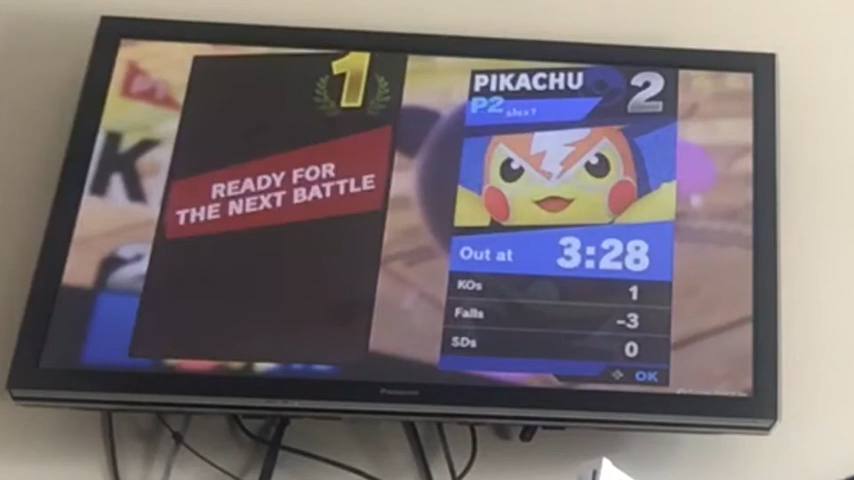 K
1
READY FOR
THE NEXT BATTLE
PIKACHU
P2
2
Out at 3:28
KOs 1
Falls -3
SDs 0
OK
Panasonic